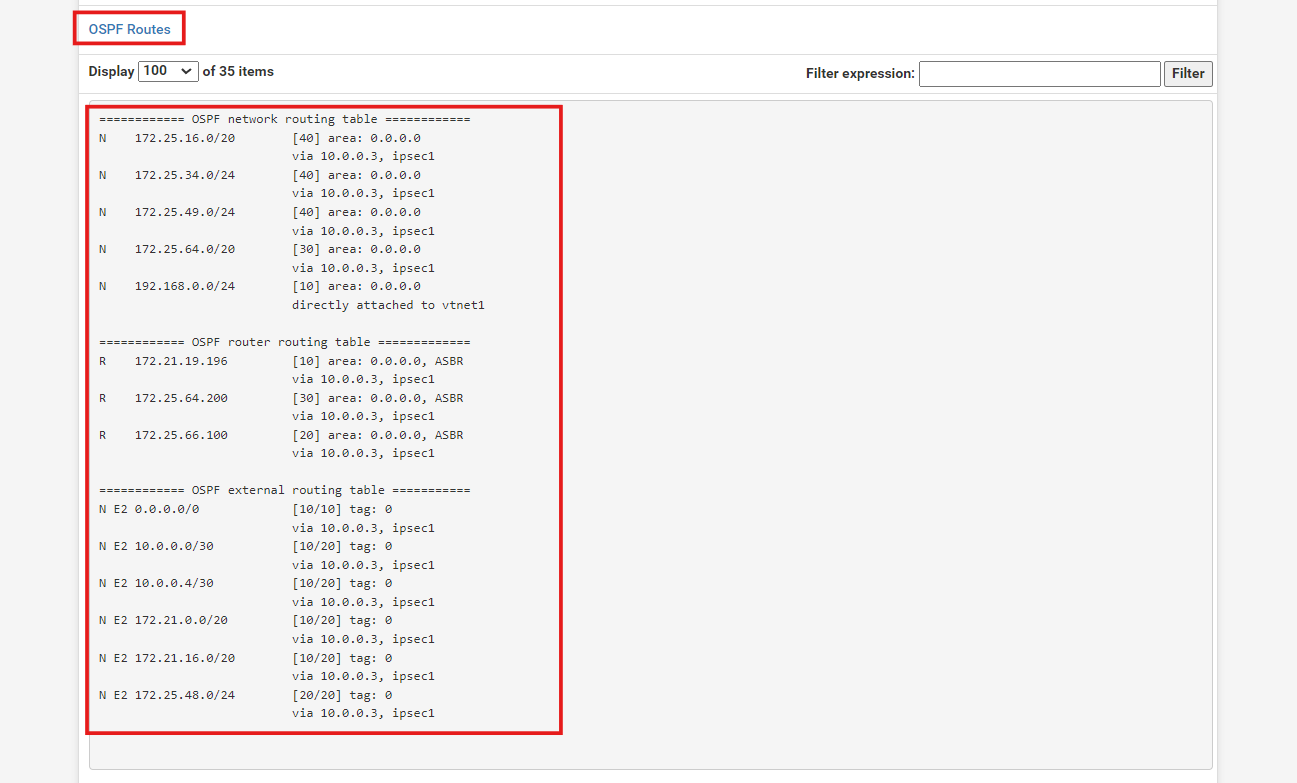 OSPF Routes
Display 100 of 35 items
Filter expression: Filter
============ OSPF network routing table ============
N    172.25.16.0/20        [40] area: 0.0.0.0
                           via 10.0.0.3, ipsec1
N    172.25.34.0/24        [40] area: 0.0.0.0
                           via 10.0.0.3, ipsec1
N    172.25.49.0/24        [40] area: 0.0.0.0
                           via 10.0.0.3, ipsec1
N    172.25.64.0/20        [30] area: 0.0.0.0
                           via 10.0.0.3, ipsec1
N    192.168.0.0/24        [10] area: 0.0.0.0
                           directly attached to vtnet1
============ OSPF router routing table =============
R    172.21.19.196         [10] area: 0.0.0.0, ASBR
                           via 10.0.0.3, ipsec1
R    172.25.64.200         [30] area: 0.0.0.0, ASBR
                           via 10.0.0.3, ipsec1
R    172.25.66.100         [20] area: 0.0.0.0, ASBR
                           via 10.0.0.3, ipsec1
============ OSPF external routing table ===========
N E2 0.0.0.0/0             [10/10] tag: 0
                           via 10.0.0.3, ipsec1
N E2 10.0.0.0/30           [10/20] tag: 0
                           via 10.0.0.3, ipsec1
N E2 10.0.0.4/30           [10/20] tag: 0
                           via 10.0.0.3, ipsec1
N E2 172.21.0.0/20         [10/20] tag: 0
                           via 10.0.0.3, ipsec1
N E2 172.21.16.0/20        [10/20] tag: 0
                           via 10.0.0.3, ipsec1
N E2 172.25.48.0/24        [20/20] tag: 0
                           via 10.0.0.3, ipsec1